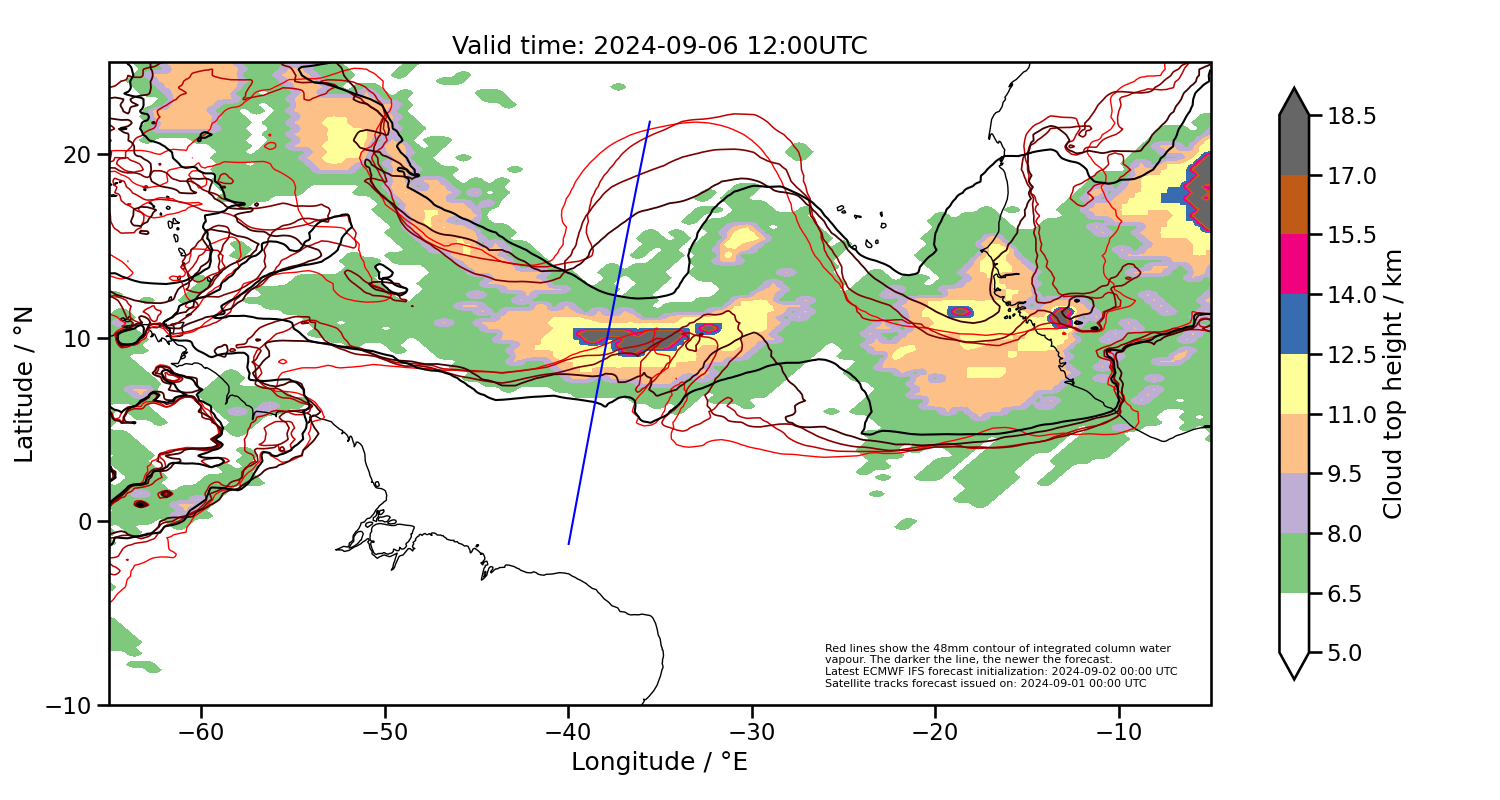 Valid time: 2024-09-06 12:00UTC
20
10
0
−10
Latitude / °N
−60
−50
−40
−30
−20
−10
Longitude / °E
Red lines show the 48mm contour of integrated column water
vapour. The darker the line, the newer the forecast.
Latest ECMWF IFS forecast initialization: 2024-09-02 00:00 UTC
Satellite tracks forecast issued on: 2024-09-01 00:00 UTC
18.5
17.0
15.5
14.0
12.5
11.0
9.5
8.0
6.5
5.0
Cloud top height / km